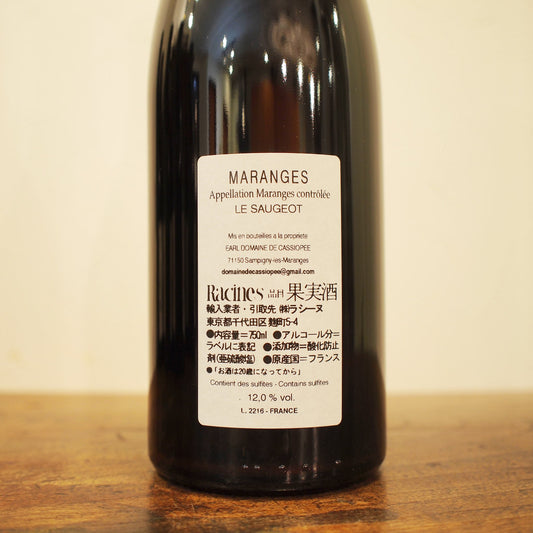 MARANGES
Appellation Maranges contrôlée
LE SAUGEOT
Mis en bouteilles a la propriete
EARL DOMAINE DE CASSIOPÉE
71150 Sampigny-les-Maranges
domainedecassiopee@gmail.com
Racines 品目 果実酒
輸入業者・引取先 ㈱ラシーヌ
東京都千代田区麹町5-4
●内容量=750ml ●アルコール分=
ラベルに表記 ●添加物=酸化防止
剤(亜硫酸塩) ●原産国=フランス
●「お酒は20歳になってから」
Contient des sulfites - Contains sulfites
12,0 % vol.
L. 2216 - FRANCE